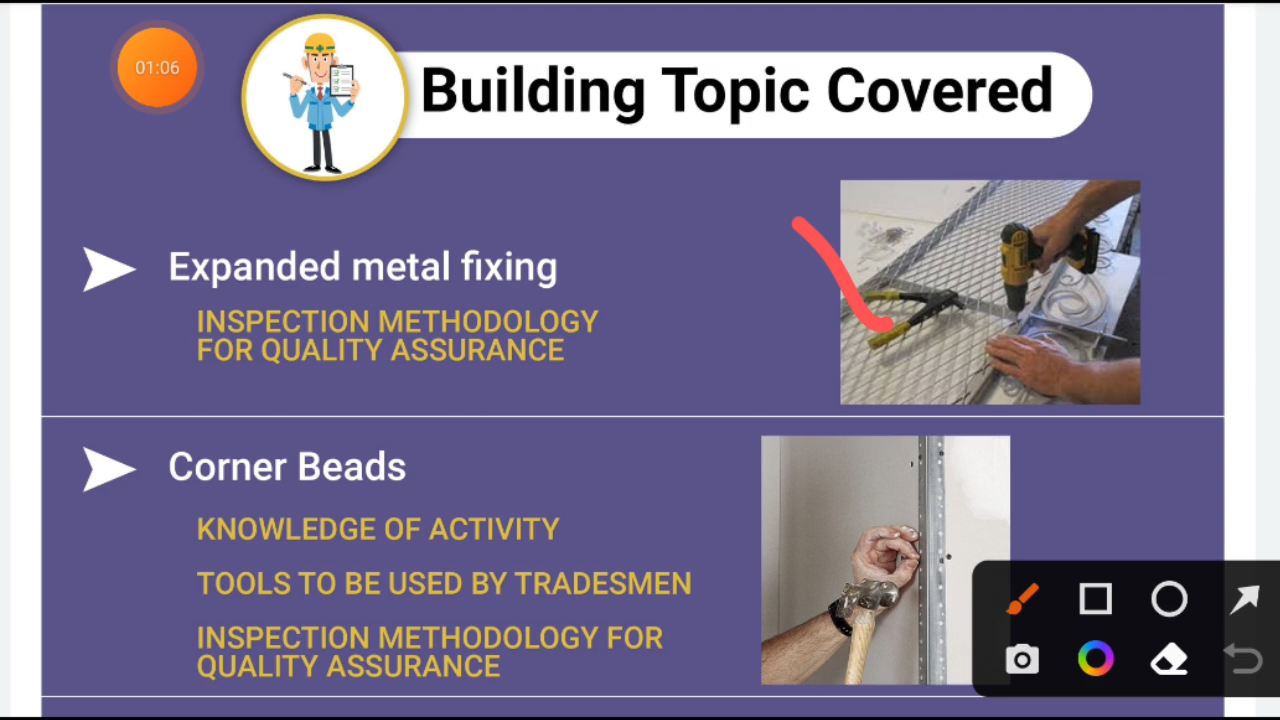 01:06
Building Topic Covered
Expanded metal fixing
INSPECTION METHODOLOGY
FOR QUALITY ASSURANCE
Corner Beads
KNOWLEDGE OF ACTIVITY
TOOLS TO BE USED BY TRADESMEN
INSPECTION METHODOLOGY FOR
QUALITY ASSURANCE